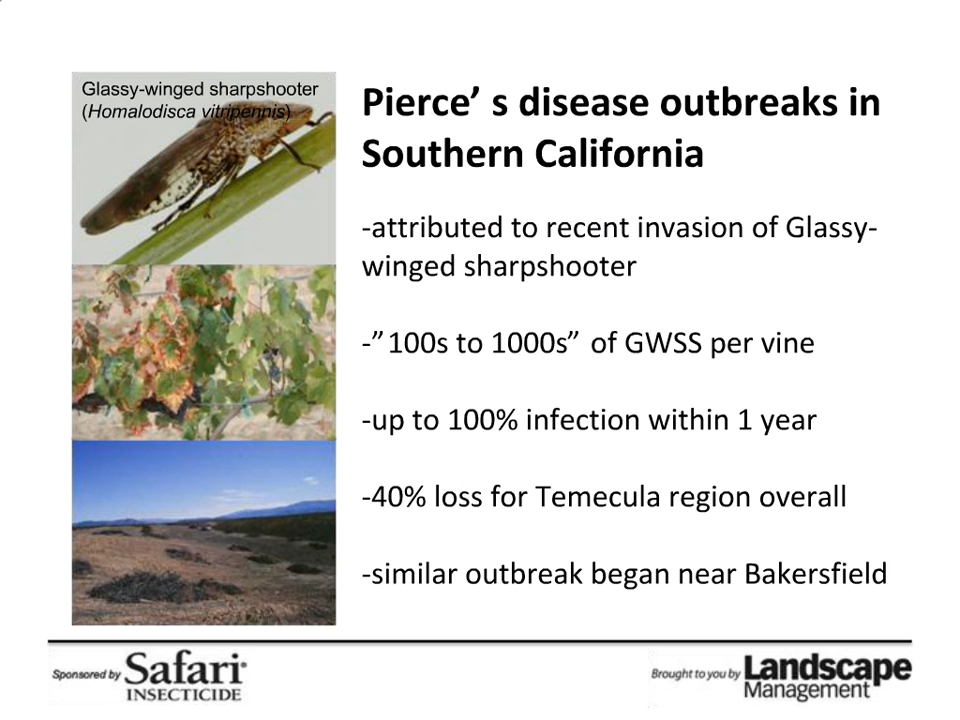 Glassy-winged sharpshooter
(Homalodisca vitripennis)
Pierce’ s disease outbreaks in
Southern California
-attributed to recent invasion of Glassy-
winged sharpshooter
-”100s to 1000s” of GWSS per vine
-up to 100% infection within 1 year
-40% loss for Temecula region overall
-similar outbreak began near Bakersfield
Sponsored by Safari®
INSECTICIDE
Brought to you by Landscape
Management